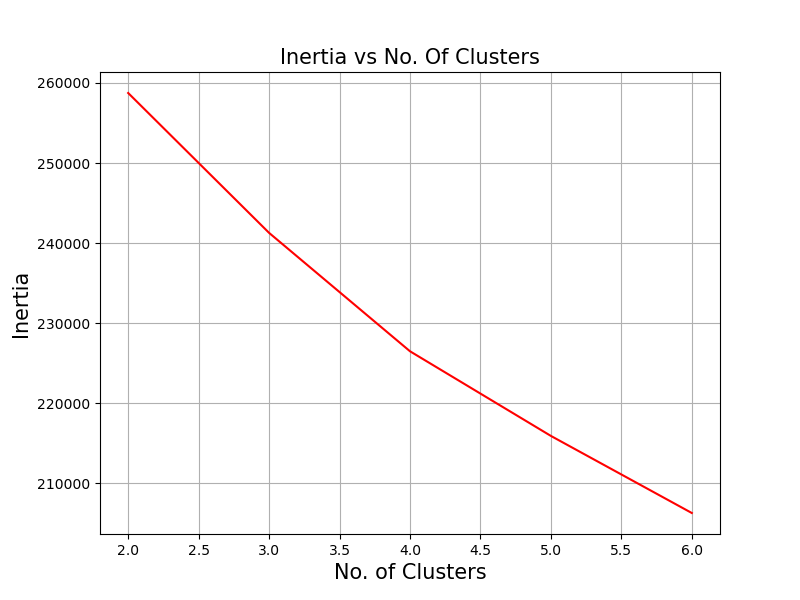 Inertia vs No. Of Clusters
260000
250000
240000
230000
220000
210000
Inertia
2.0 2.5 3.0 3.5 4.0 4.5 5.0 5.5 6.0
No. of Clusters